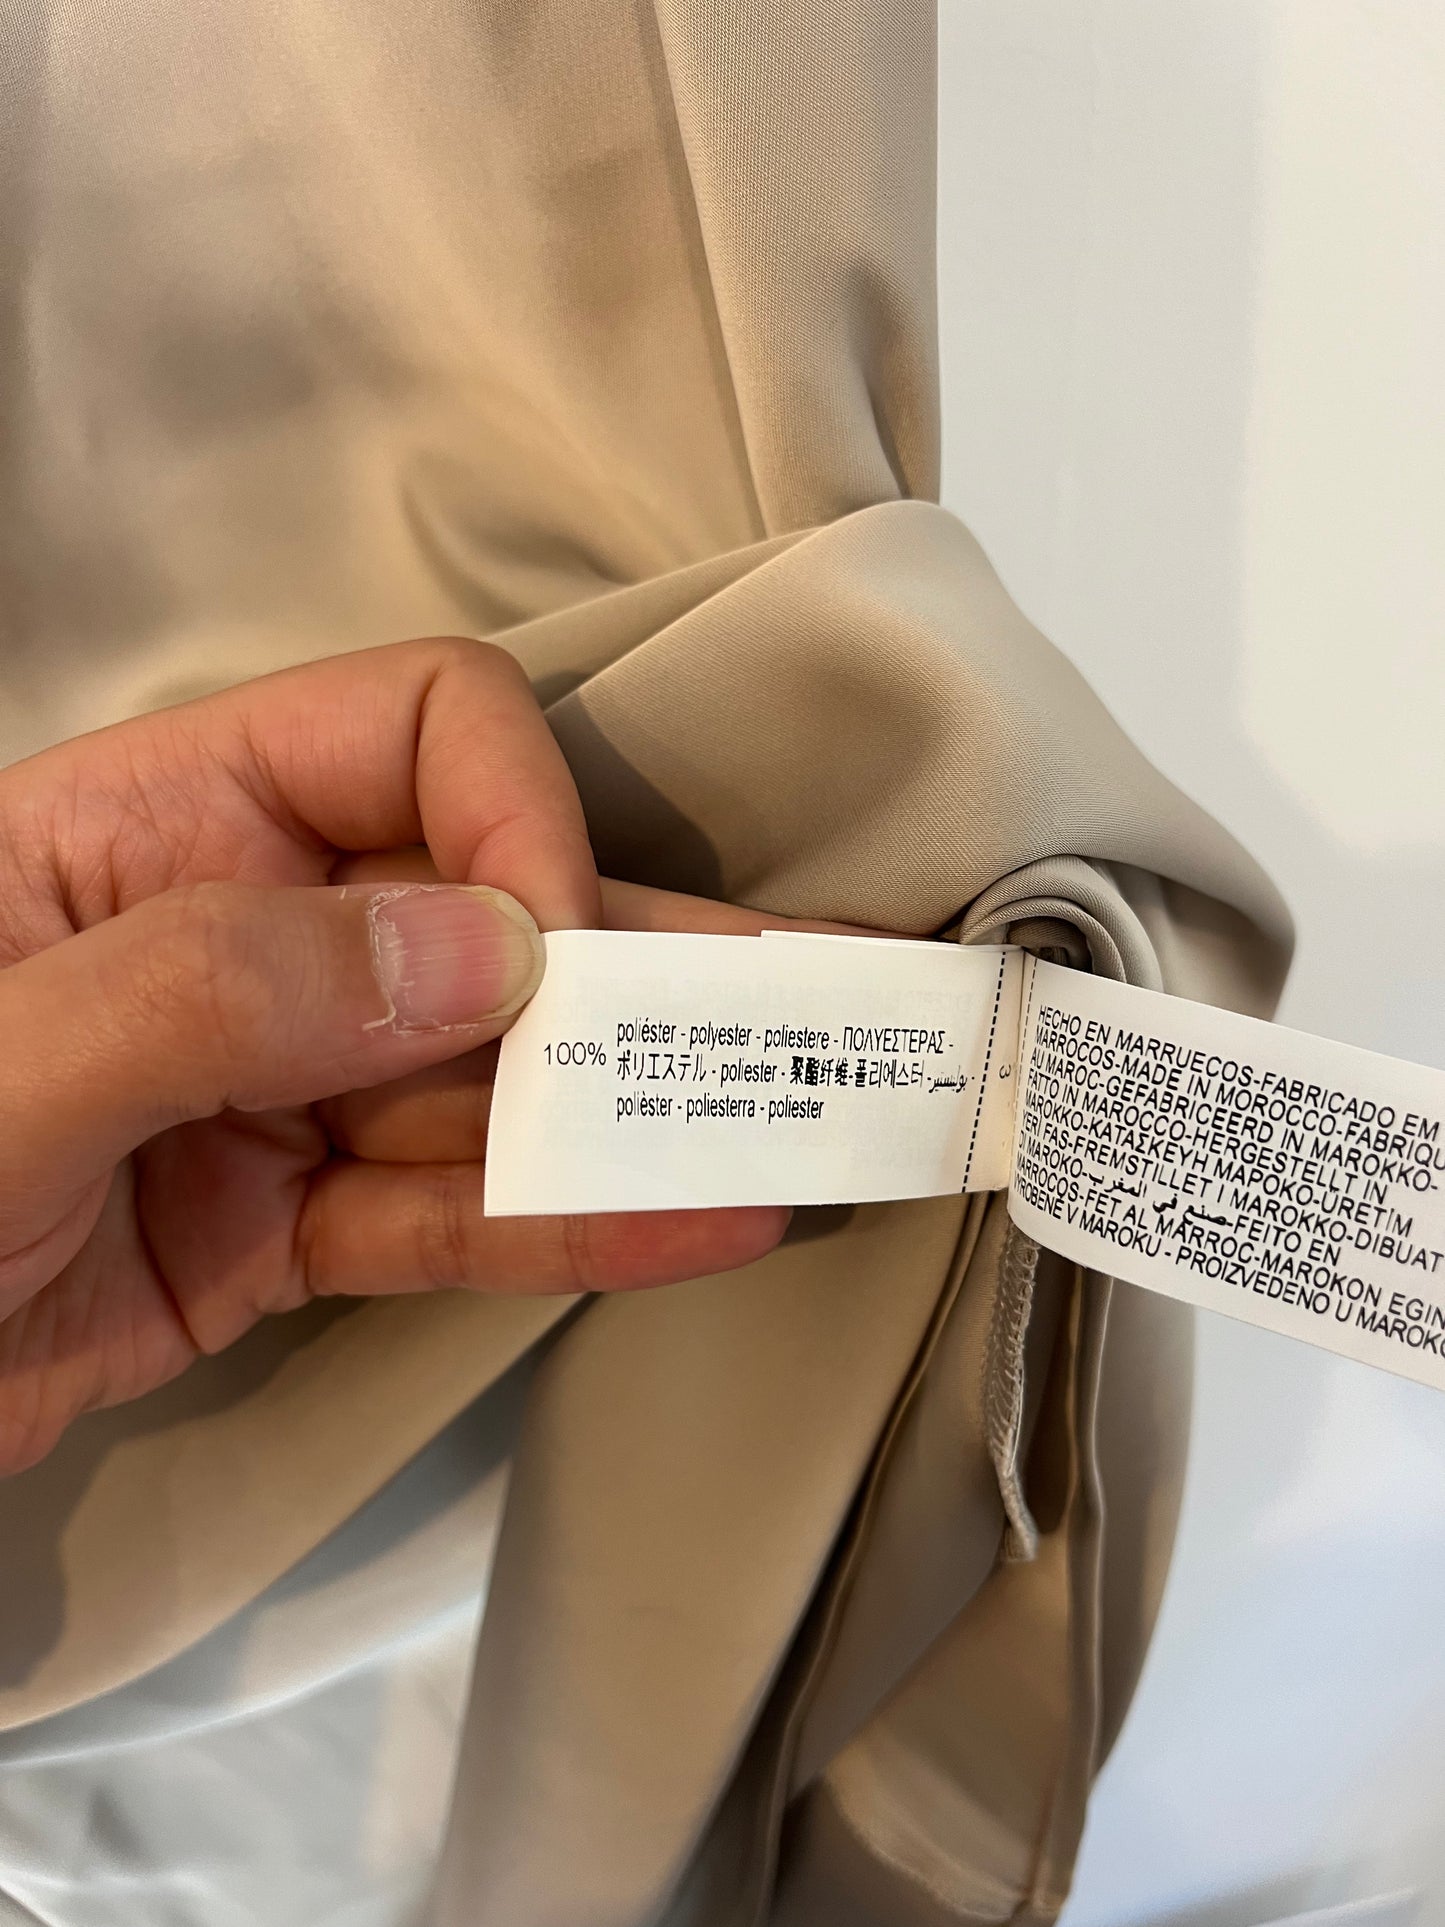 100%
poliéster - polyester - poliestere - ΠΟΛΥΕΣΤΕΡΑΣ -
ポリエステル - poliester - 聚酯纤维-폴리에스터 - بوليستير -
polièster - poliesterra - poliester
3
HECHO EN MARRUECOS-FABRICADO EM
MARROCOS-MADE IN MOROCCO-FABRIQU
AU MAROC-GEFABRICEERD IN MAROKKO-
FATTO IN MAROCCO-HERGESTELLT IN
MAROKKO-ΚΑΤΑΣΚΕΥΗ ΜΑΡΟΚΟ-ÜRETİM
YERİ FAS-FREMSTILLET I MAROKKO-DIBUAT
DI MAROKO-صنع في المغرب-FEITO EN
MARROCOS-FET AL MARROC-MAROKON EGIN
VYROBENE V MAROKU - PROIZVEDENO U MAROKO